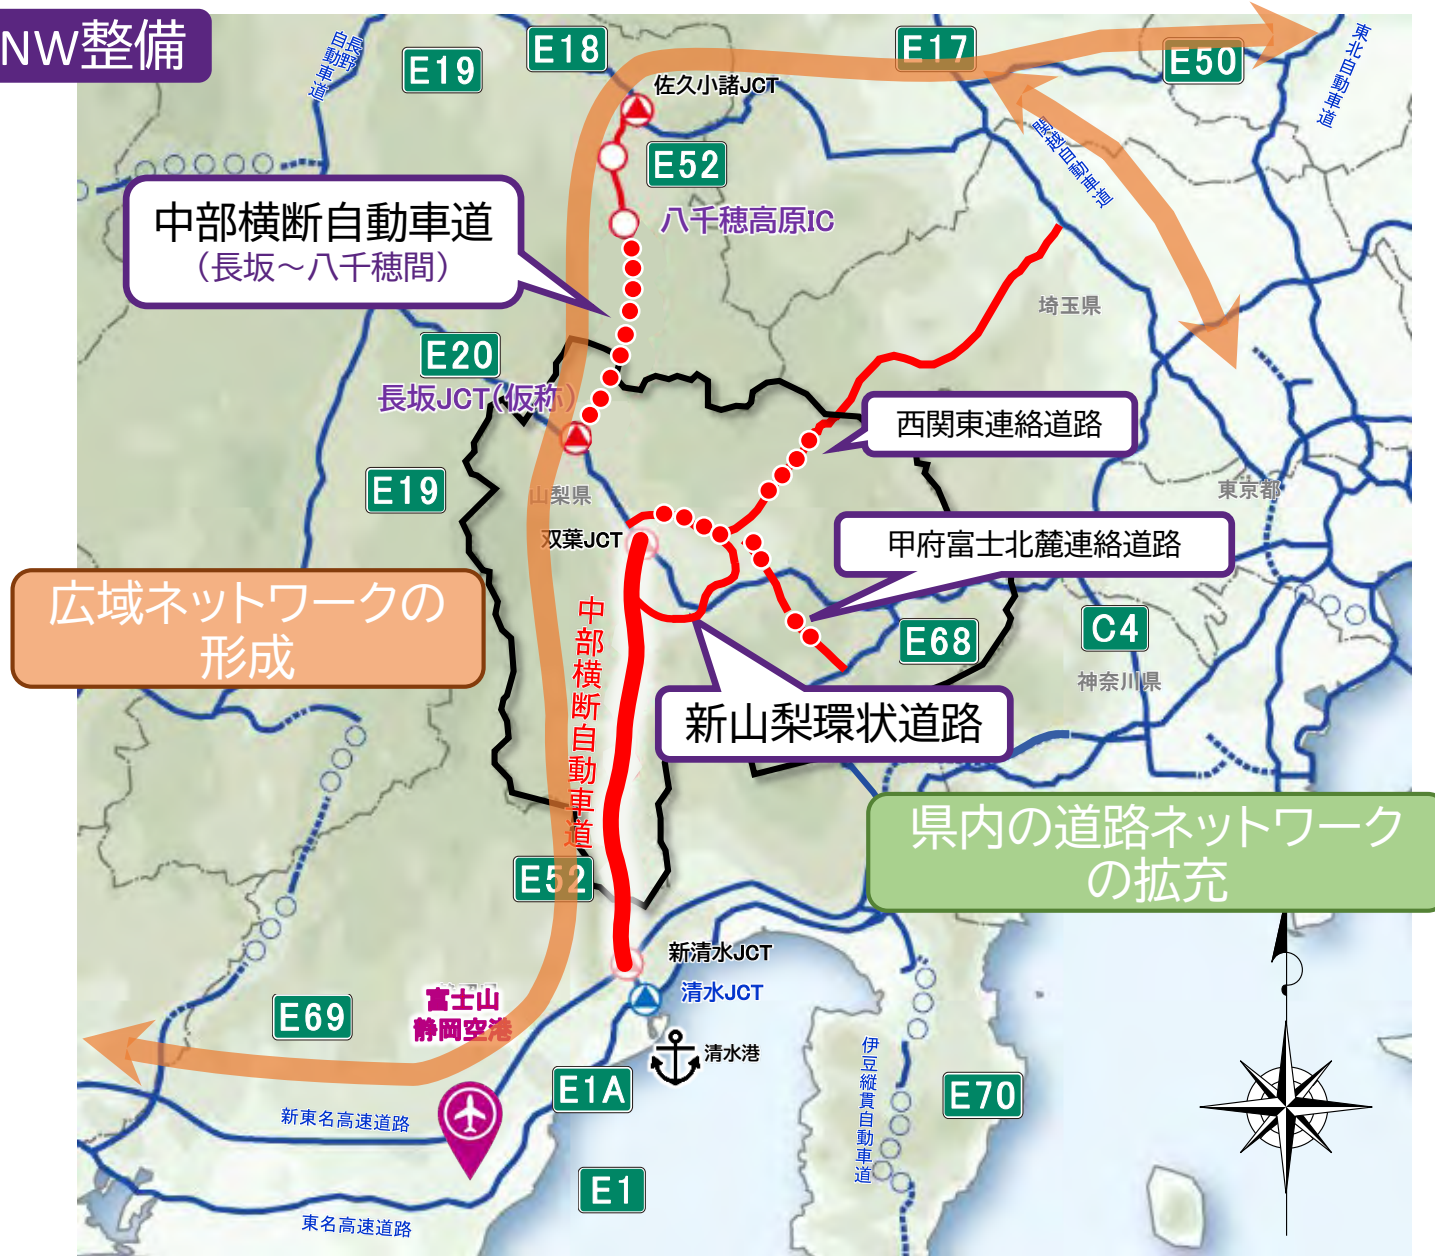 NW整備
長野自動車道
E19
E18
E17
E50
東北自動車道
佐久小諸JCT
E52
関越自動車道
中部横断自動車道
（長坂～八千穂間）
八千穂高原IC
埼玉県
E20
長坂JCT(仮称)
西関東連絡道路
E19
山梨県
東京都
双葉JCT
甲府富士北麓連絡道路
広域ネットワークの
形成
中部横断自動車道
E68
C4
神奈川県
新山梨環状道路
県内の道路ネットワーク
の拡充
E52
新清水JCT
清水JCT
富士山
静岡空港
E69
清水港
伊豆縦貫自動車道
E1A
E70
新東名高速道路
E1
東名高速道路